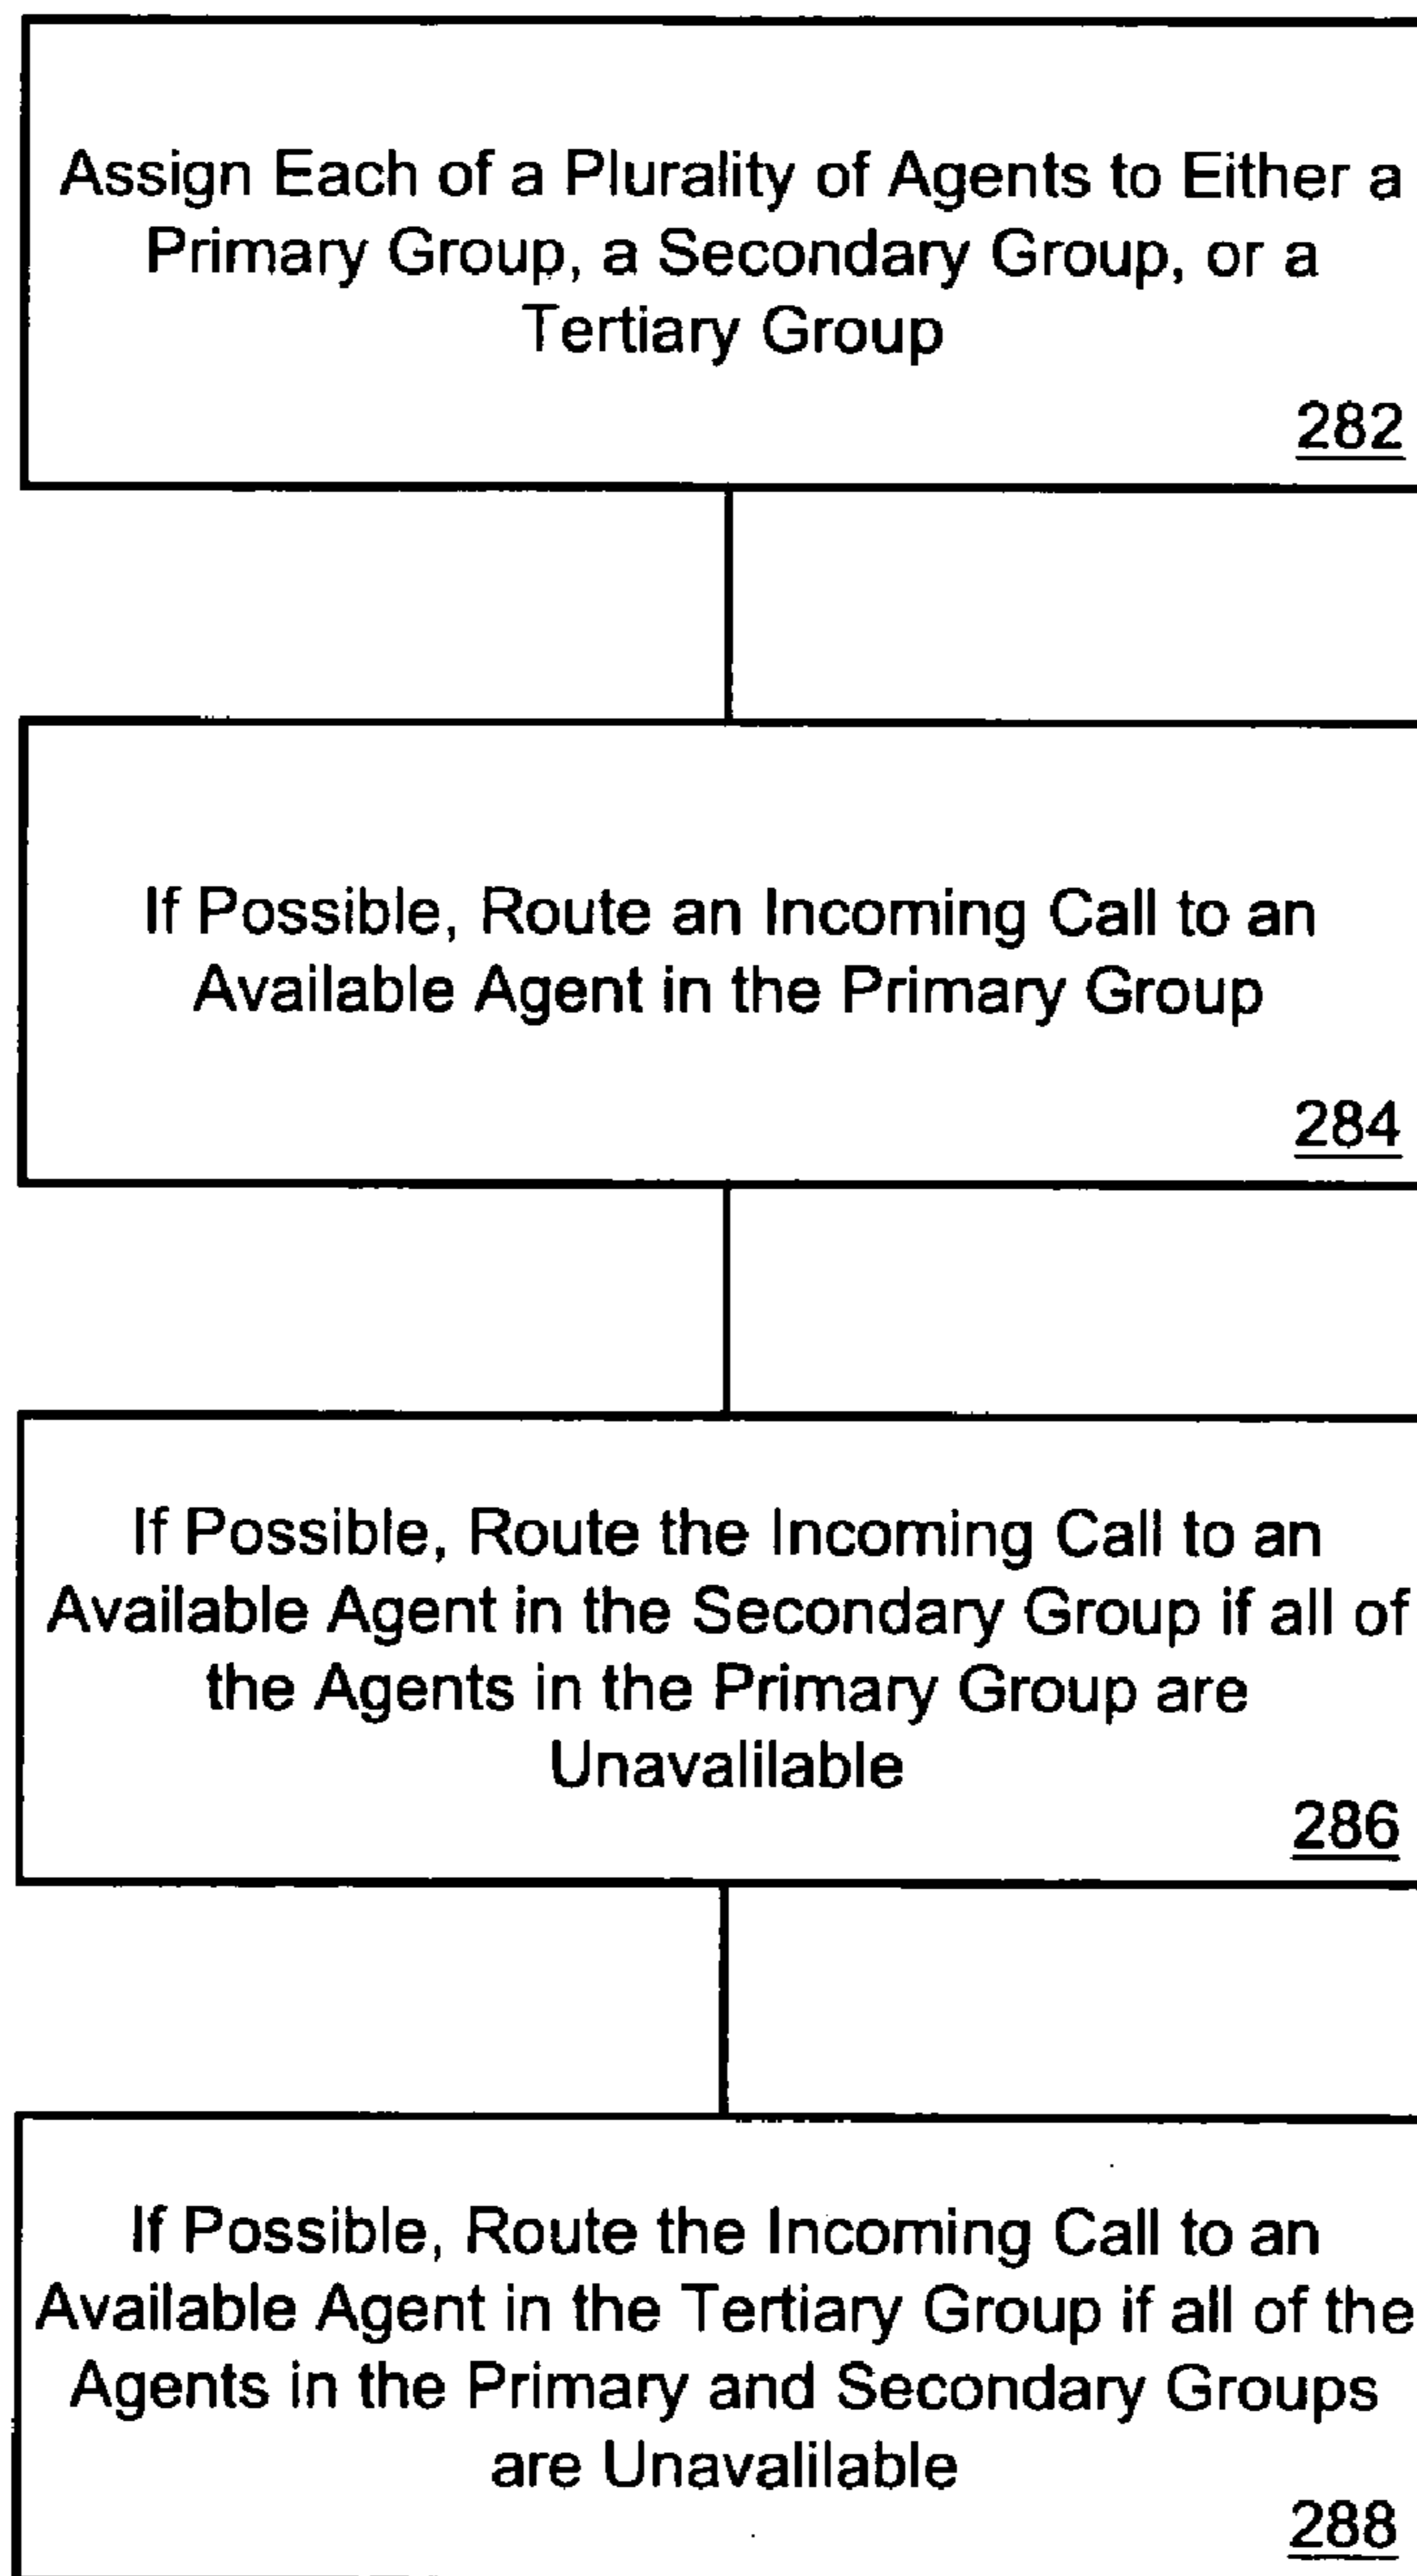 Assign Each of a Plurality of Agents to Either a
Primary Group, a Secondary Group, or a
Tertiary Group
282
If Possible, Route an Incoming Call to an
Available Agent in the Primary Group
284
If Possible, Route the Incoming Call to an
Available Agent in the Secondary Group if all of
the Agents in the Primary Group are
Unavalilable
286
If Possible, Route the Incoming Call to an
Available Agent in the Tertiary Group if all of the
Agents in the Primary and Secondary Groups
are Unavalilable
288